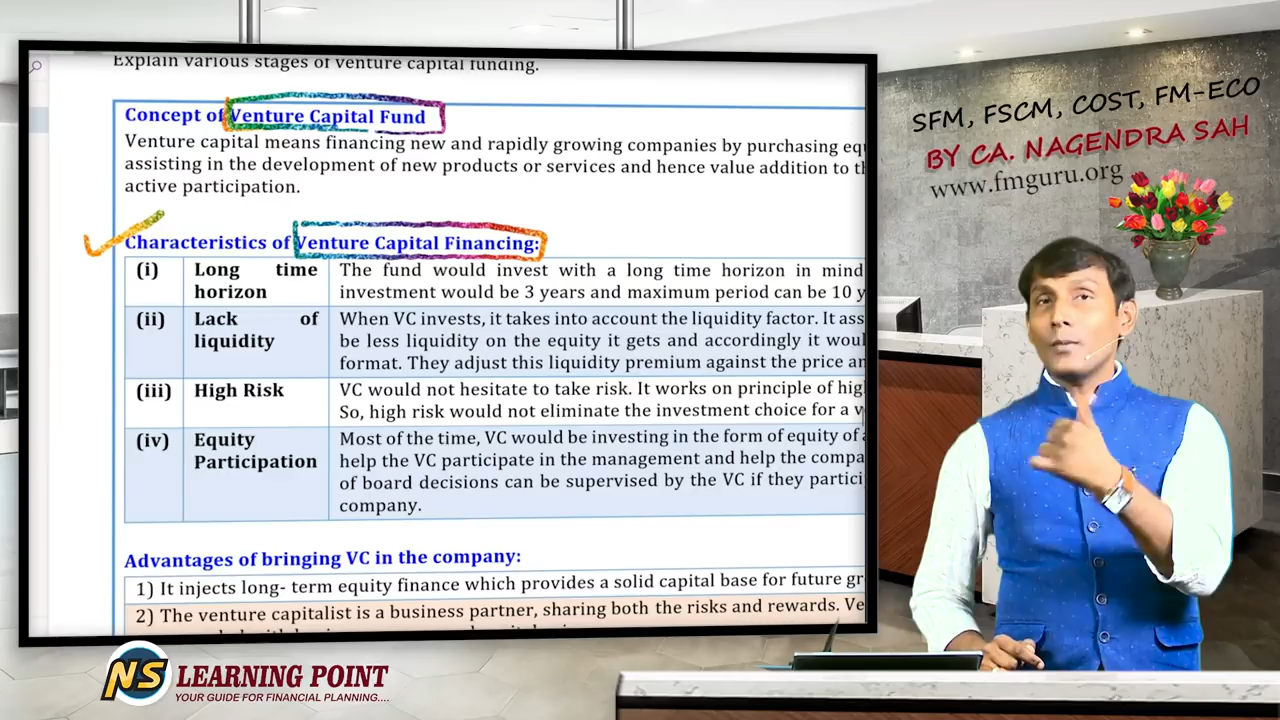 Explain various stages of venture capital funding.
Concept of Venture Capital Fund
Venture capital means financing new and rapidly growing companies by purchasing
assisting in the development of new products or services and hence value addition to
active participation.
Characteristics of Venture Capital Financing:
(i) Long time The fund would invest with a long time horizon in mind
horizon investment would be 3 years and maximum period can be 10
(ii) Lack of When VC invests, it takes into account the liquidity factor. It
liquidity be less liquidity on the equity it gets and accordingly it
format. They adjust this liquidity premium against the price
(iii) High Risk VC would not hesitate to take risk. It works on principle of
So, high risk would not eliminate the investment choice for a
(iv) Equity Most of the time, VC would be investing in the form of equity of
Participation help the VC participate in the management and help the
of board decisions can be supervised by the VC if they
company.
Advantages of bringing VC in the company:
1) It injects long- term equity finance which provides a solid capital base for future
2) The venture capitalist is a business partner, sharing both the risks and rewards.
SFM, FSCM, COST, FM-ECO
BY CA. NAGENDRA SAH
www.fmguru.org
NS LEARNING POINT
YOUR GUIDE FOR FINANCIAL PLANNING....